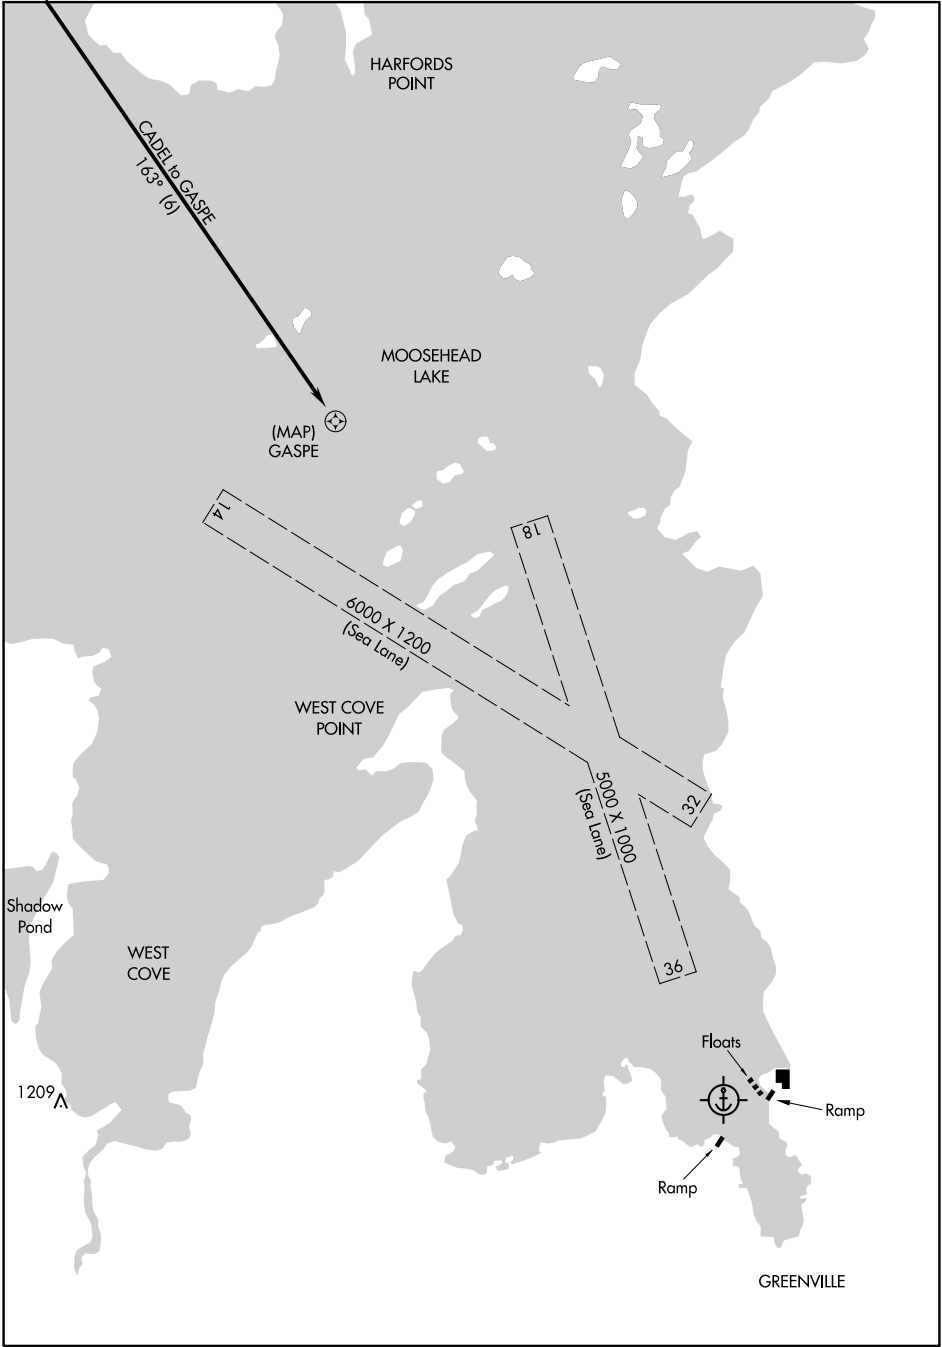 HARFORDS
POINT
CADEL to GASPE
163° (6)
MOOSEHEAD
LAKE
(MAP)
GASPE
14
18
6000 X 1200
(Sea Lane)
WEST COVE
POINT
5000 X 1000
(Sea Lane)
32
Shadow
Pond
WEST
COVE
36
Floats
1209
Ramp
Ramp
GREENVILLE